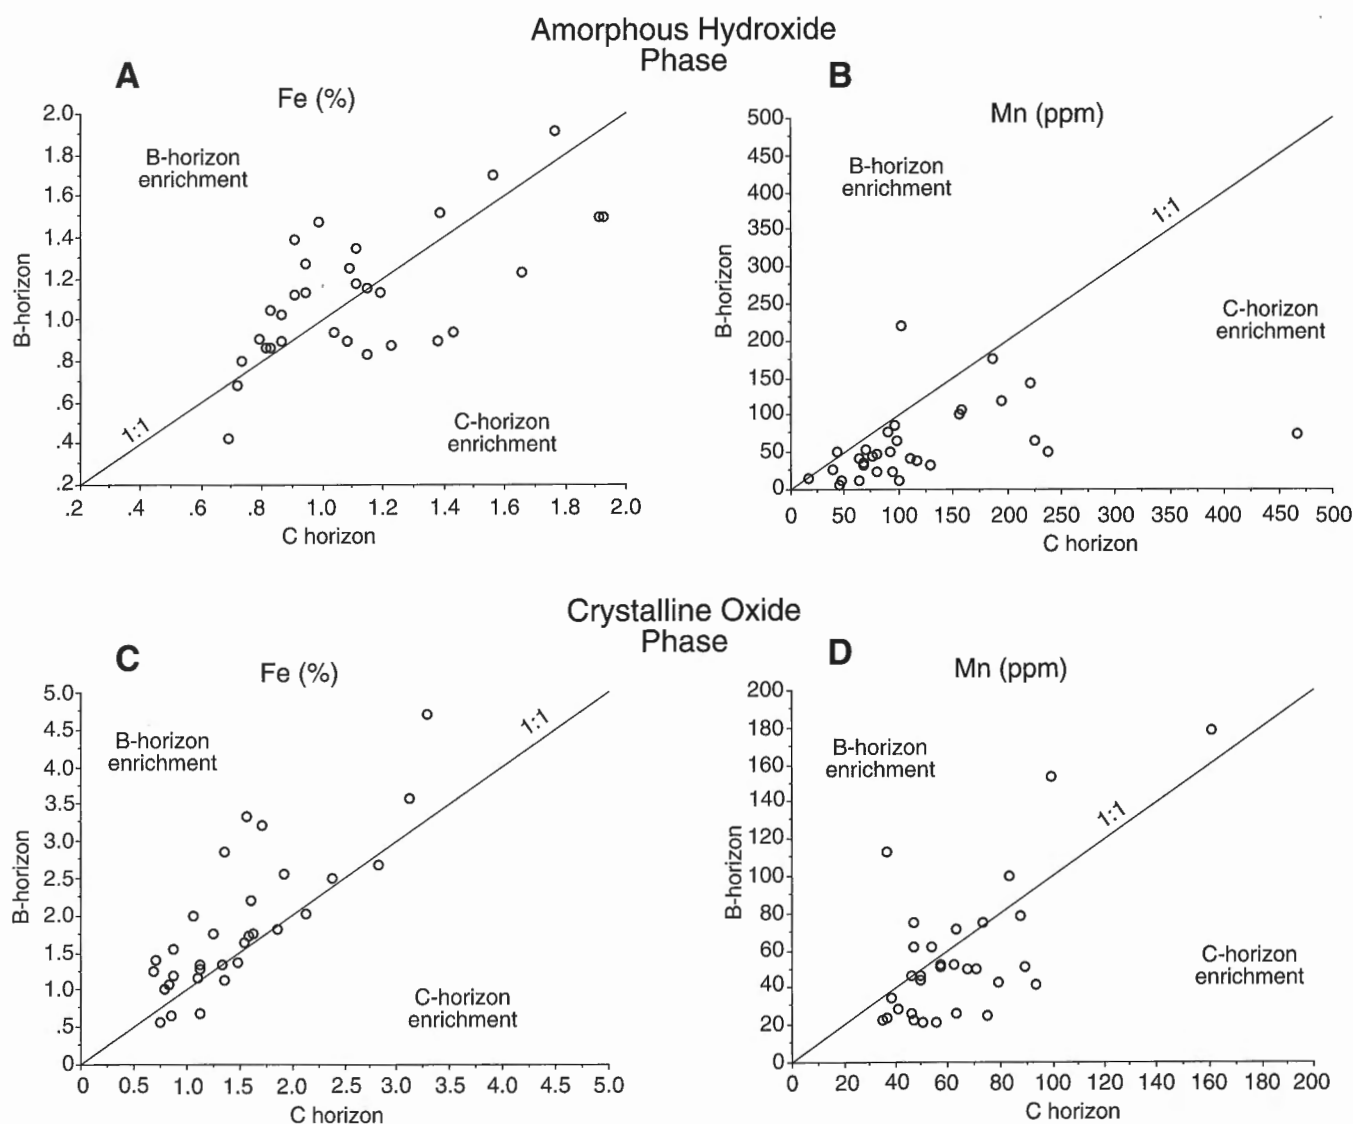 Amorphous Hydroxide
Phase
A
Fe (%)
2.0
1.8
1.6
1.4
1.2
1.0
.8
.6
.4
.2
B-horizon
B-horizon
enrichment
1:1
C-horizon
enrichment
.2 .4 .6 .8 1.0 1.2 1.4 1.6 1.8 2.0
C horizon
B
Mn (ppm)
500
450
400
350
300
250
200
150
100
50
0
B-horizon
B-horizon
enrichment
1:1
C-horizon
enrichment
0 50 100 150 200 250 300 350 400 450 500
C horizon
Crystalline Oxide
Phase
C
Fe (%)
5.0
4.5
4.0
3.5
3.0
2.5
2.0
1.5
1.0
.5
0
B-horizon
B-horizon
enrichment
1:1
C-horizon
enrichment
0 0.5 1.0 1.5 2.0 2.5 3.0 3.5 4.0 4.5 5.0
C horizon
D
Mn (ppm)
200
180
160
140
120
100
80
60
40
20
0
B-horizon
B-horizon
enrichment
1:1
C-horizon
enrichment
0 20 40 60 80 100 120 140 160 180 200
C horizon